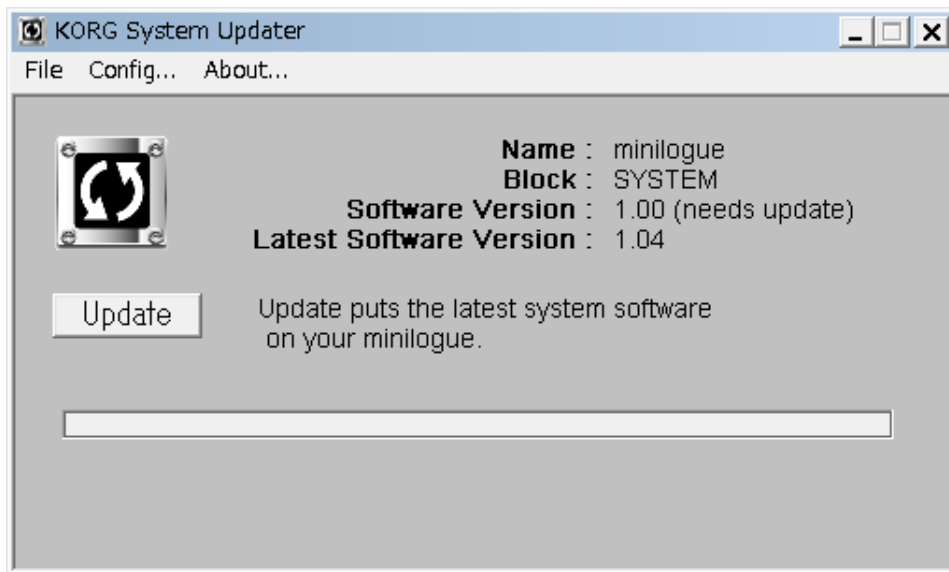 KORG System Updater
File Config... About...
Name : minilogue
Block : SYSTEM
Software Version : 1.00 (needs update)
Latest Software Version : 1.04
Update
Update puts the latest system software
on your minilogue.